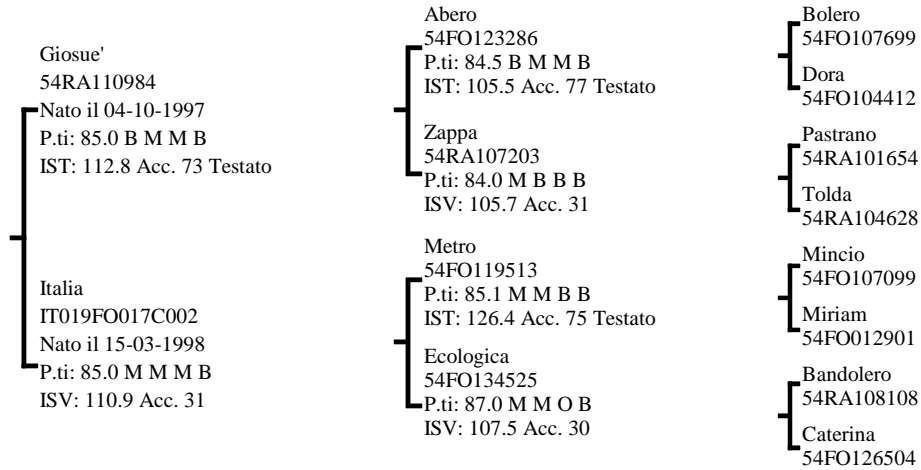 Giosue'
54RA110984
Nato il 04-10-1997
P.ti: 85.0 B M M B
IST: 112.8 Acc. 73 Testato
Italia
IT019FO017C002
Nato il 15-03-1998
P.ti: 85.0 M M M B
ISV: 110.9 Acc. 31
Abero
54FO123286
P.ti: 84.5 B M M B
IST: 105.5 Acc. 77 Testato
Zappa
54RA107203
P.ti: 84.0 M B B B
ISV: 105.7 Acc. 31
Metro
54FO119513
P.ti: 85.1 M M B B
IST: 126.4 Acc. 75 Testato
Ecologica
54FO134525
P.ti: 87.0 M M O B
ISV: 107.5 Acc. 30
Bolero
54FO107699
Dora
54FO104412
Pastrano
54RA101654
Tolda
54RA104628
Mincio
54FO107099
Miriam
54FO012901
Bandolero
54RA108108
Caterina
54FO126504